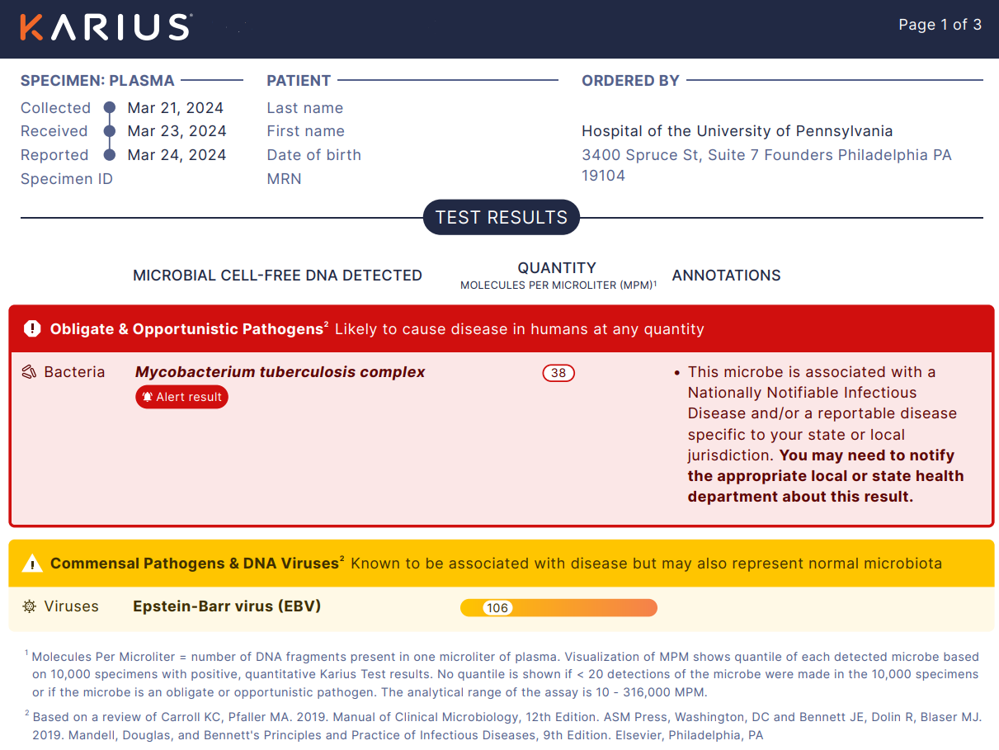 KARIUS
Page 1 of 3
SPECIMEN: PLASMA
Collected Mar 21, 2024
Received Mar 23, 2024
Reported Mar 24, 2024
Specimen ID
PATIENT
Last name
First name
Date of birth
MRN
ORDERED BY
Hospital of the University of Pennsylvania
3400 Spruce St, Suite 7 Founders Philadelphia PA
19104
TEST RESULTS
MICROBIAL CELL-FREE DNA DETECTED
QUANTITY
MOLECULES PER MICROLITER (MPM)¹
ANNOTATIONS
Obligate & Opportunistic Pathogens² Likely to cause disease in humans at any quantity
Bacteria Mycobacterium tuberculosis complex 38
Alert result
• This microbe is associated with a
Nationally Notifiable Infectious
Disease and/or a reportable disease
specific to your state or local
jurisdiction. You may need to notify
the appropriate local or state health
department about this result.
Commensal Pathogens & DNA Viruses² Known to be associated with disease but may also represent normal microbiota
Viruses Epstein-Barr virus (EBV) 106
¹ Molecules Per Microliter = number of DNA fragments present in one microliter of plasma. Visualization of MPM shows quantile of each detected microbe based
on 10,000 specimens with positive, quantitative Karius Test results. No quantile is shown if < 20 detections of the microbe were made in the 10,000 specimens
or if the microbe is an obligate or opportunistic pathogen. The analytical range of the assay is 10 - 316,000 MPM.
² Based on a review of Carroll KC, Pfaller MA. 2019. Manual of Clinical Microbiology, 12th Edition. ASM Press, Washington, DC and Bennett JE, Dolin R, Blaser MJ.
2019. Mandell, Douglas, and Bennett's Principles and Practice of Infectious Diseases, 9th Edition. Elsevier, Philadelphia, PA